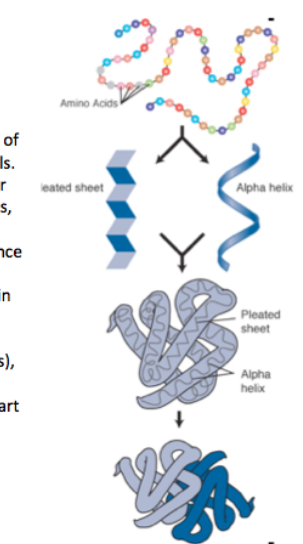 Amino Acids
of
ls.
r
leated sheet
Alpha helix
s,
nce
in
Pleated
sheet
s),
Alpha
helix
art